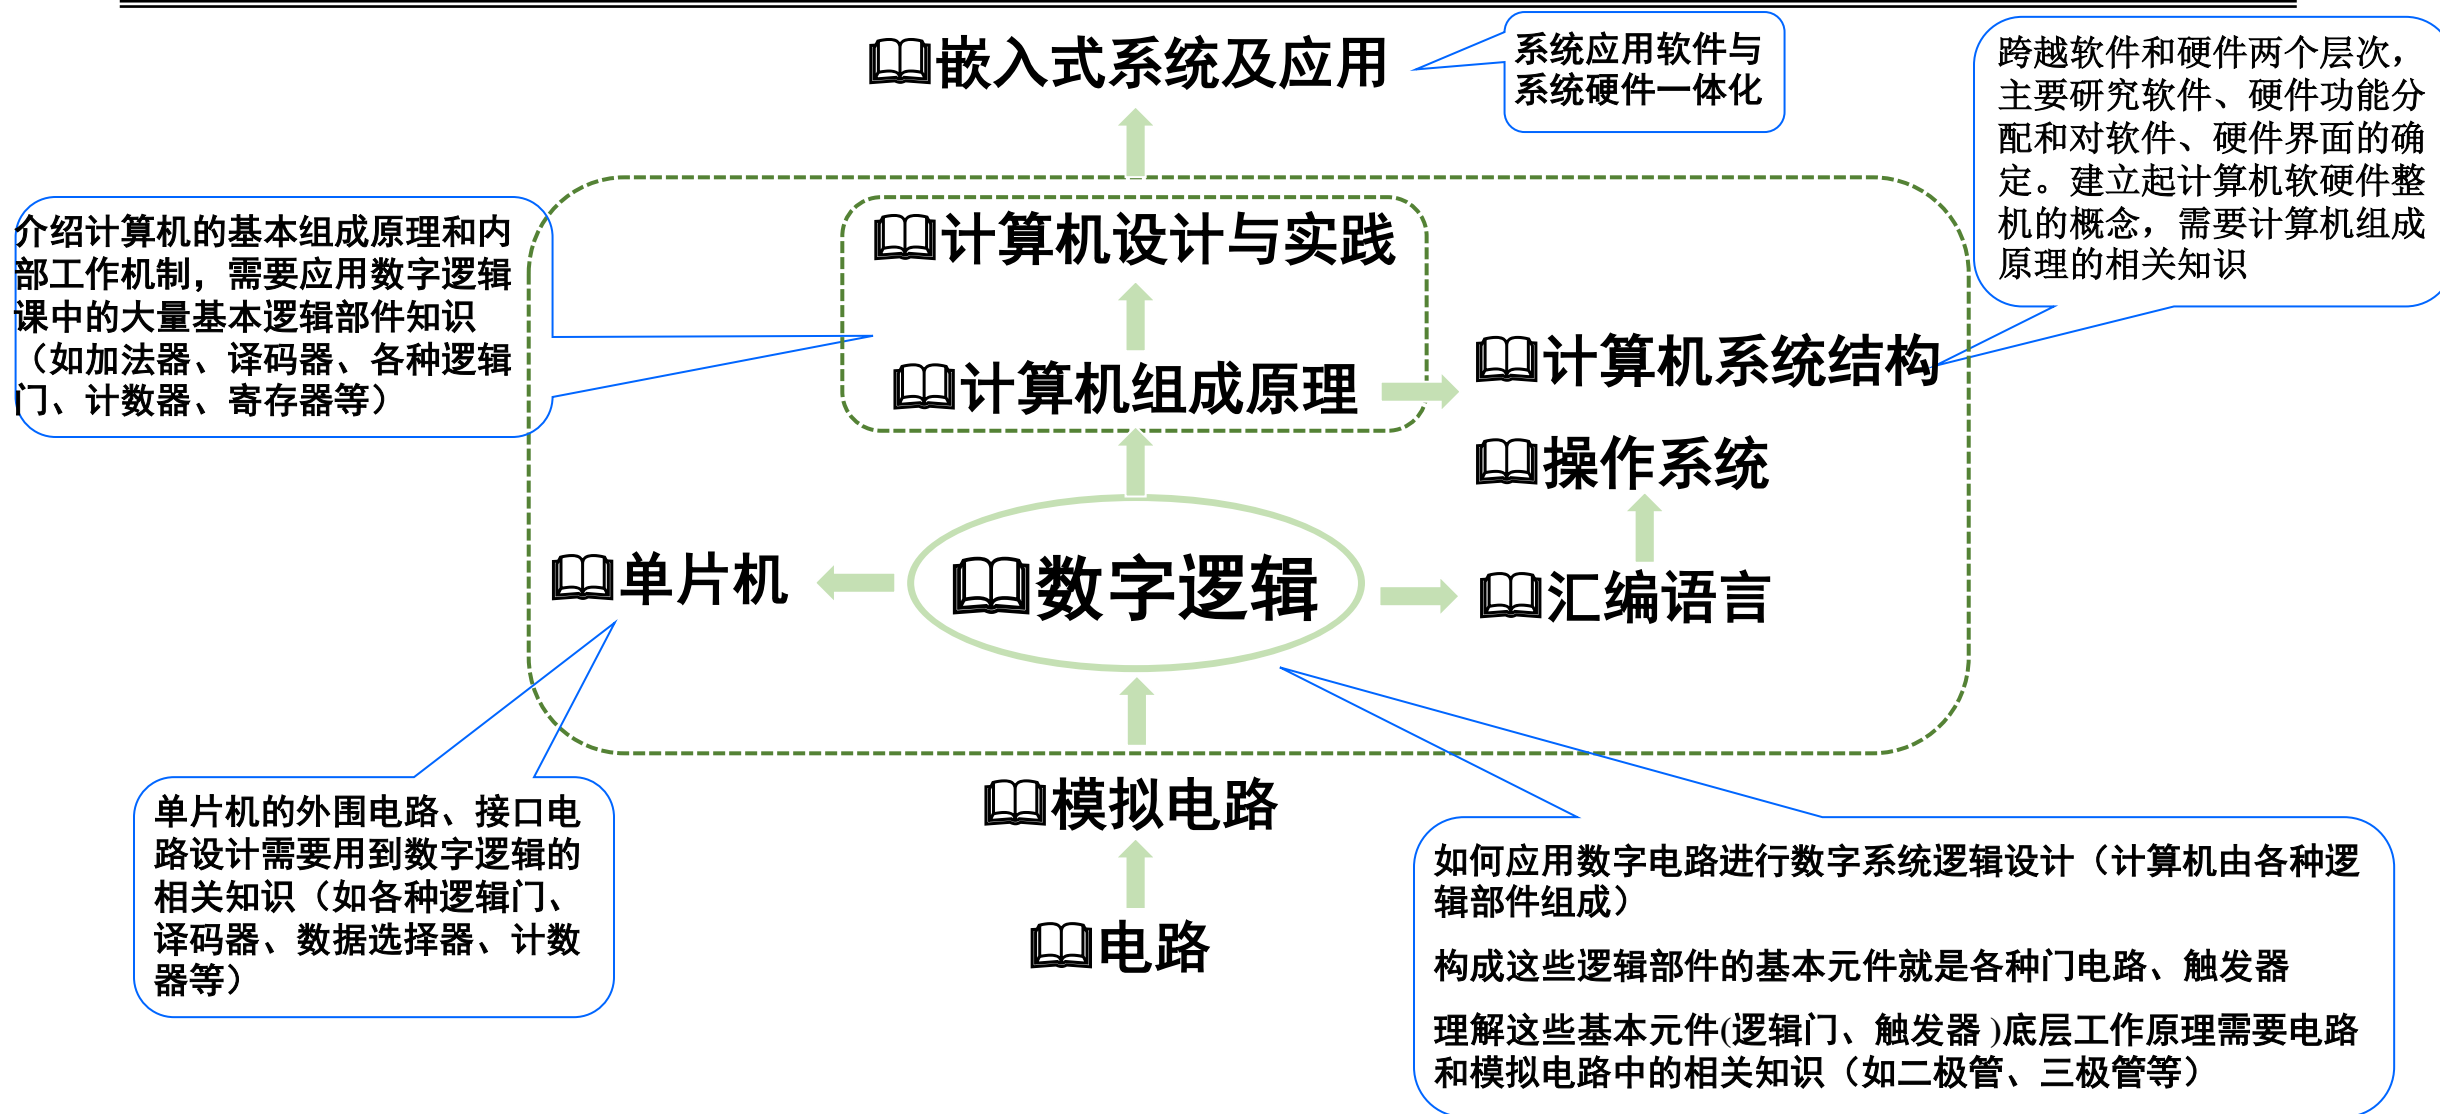 嵌入式系统及应用
系统应用软件与
系统硬件一体化
跨越软件和硬件两个层次，
主要研究软件、硬件功能分
配和对软件、硬件界面的确
定。建立起计算机软硬件整
机的概念，需要计算机组成
原理的相关知识
介绍计算机的基本组成原理和内
部工作机制，需要应用数字逻辑
课中的大量基本逻辑部件知识
（如加法器、译码器、各种逻辑
门、计数器、寄存器等）
计算机设计与实践
计算机组成原理
计算机系统结构
操作系统
单片机
数字逻辑
汇编语言
模拟电路
电路
单片机的外围电路、接口电
路设计需要用到数字逻辑的
相关知识（如各种逻辑门、
译码器、数据选择器、计数
器等）
如何应用数字电路进行数字系统逻辑设计（计算机由各种逻
辑部件组成）
构成这些逻辑部件的基本元件就是各种门电路、触发器
理解这些基本元件(逻辑门、触发器 )底层工作原理需要电路
和模拟电路中的相关知识（如二极管、三极管等）